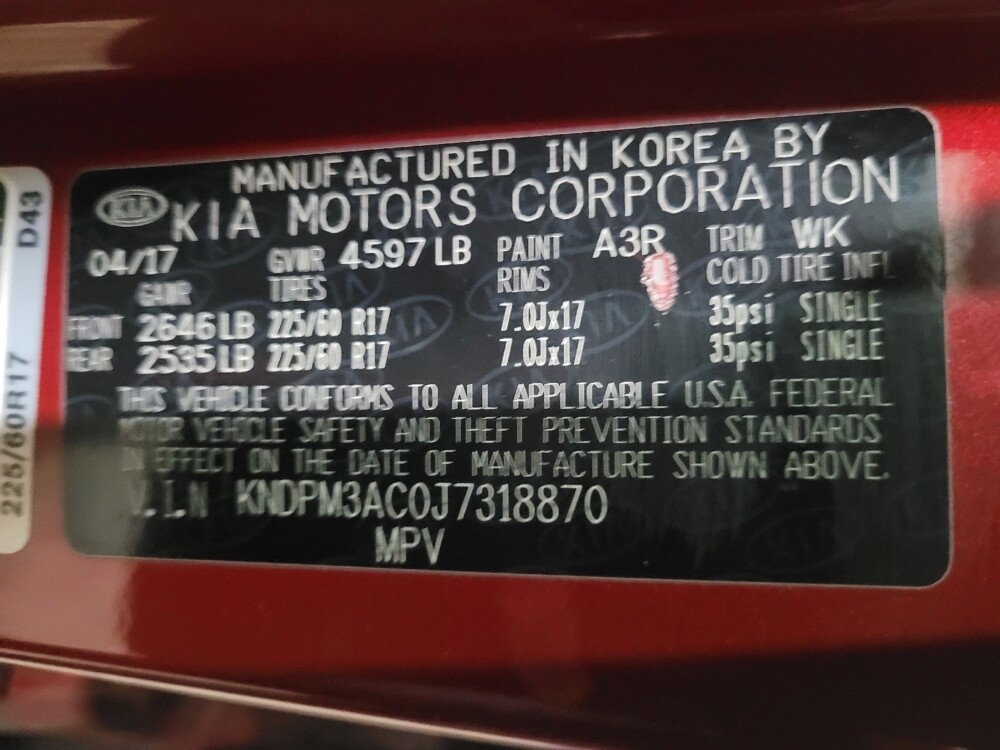 MANUFACTURED IN KOREA BY
KIA KIA MOTORS CORPORATION
04/17 GVWR 4597 LB PAINT A3R TRIM WK
GAWR TIRES RIMS COLD TIRE INFL
FRONT 2646 LB 225/60 R17 7.0Jx17 35psi SINGLE
REAR 2535 LB 225/60 R17 7.0Jx17 35psi SINGLE
THIS VEHICLE CONFORMS TO ALL APPLICABLE U.S.A. FEDERAL
MOTOR VEHICLE SAFETY AND THEFT PREVENTION STANDARDS
IN EFFECT ON THE DATE OF MANUFACTURE SHOWN ABOVE.
V.I.N KNDPM3AC0J7318870
MPV
225/60R17 D43